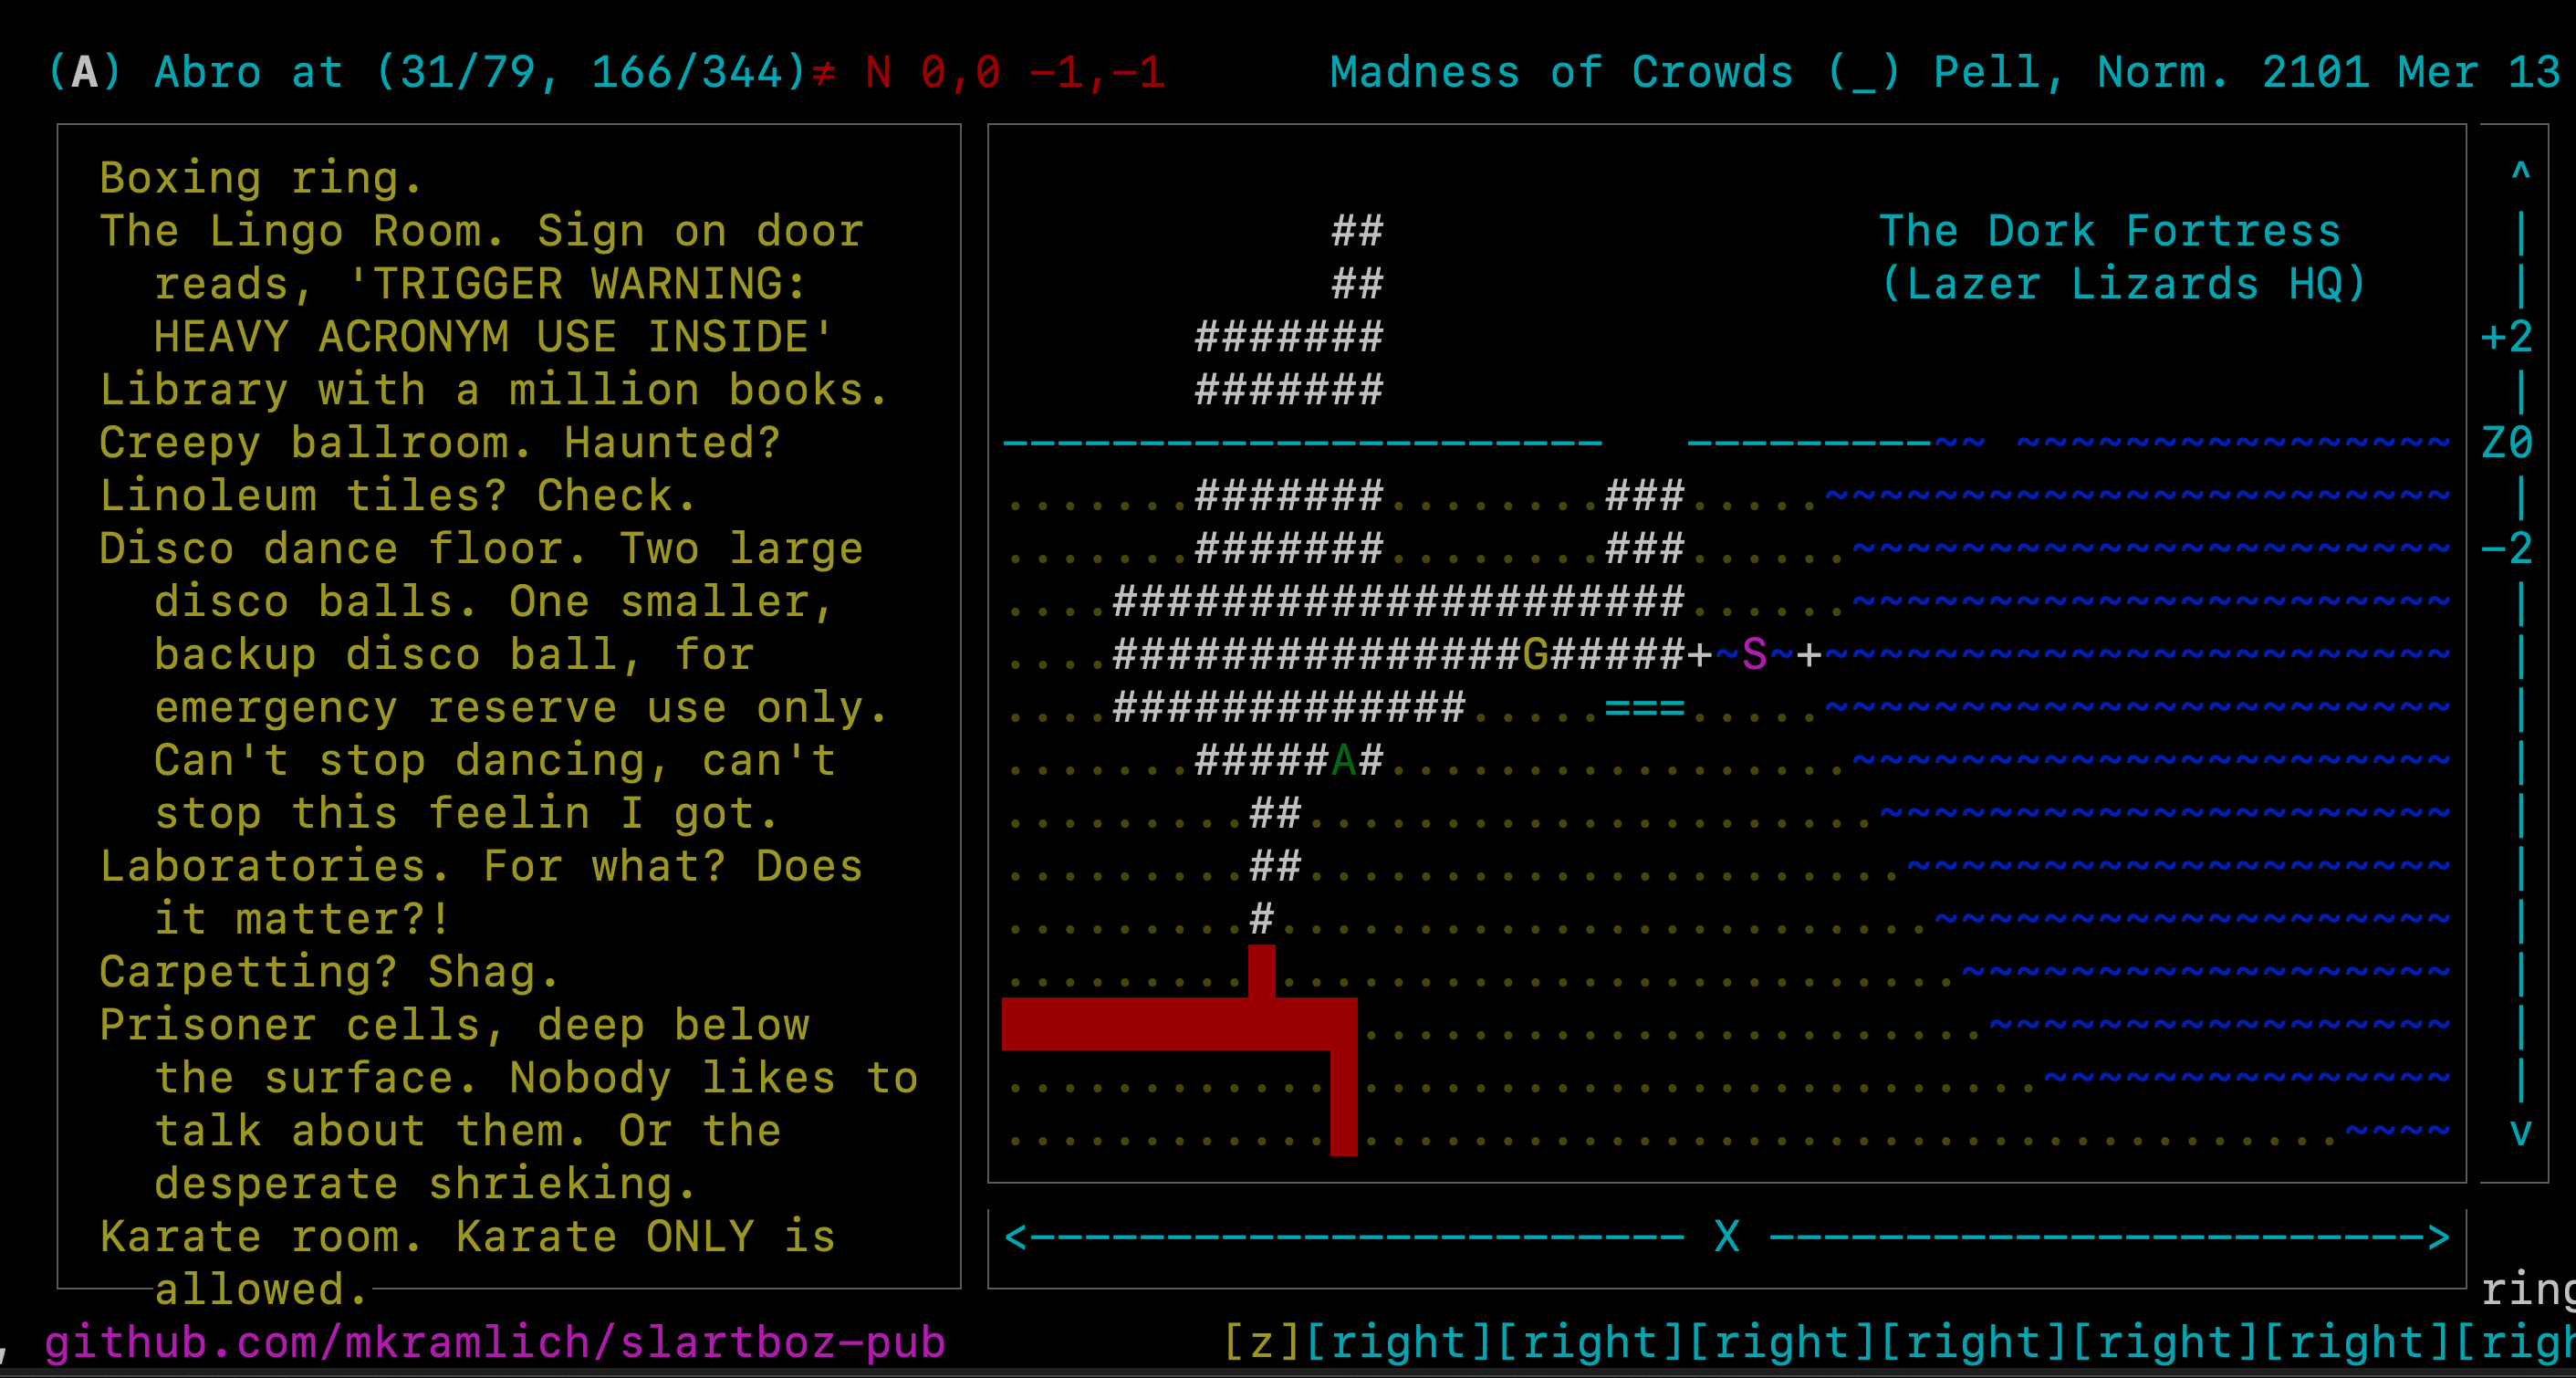 (A) Abro at (31/79, 166/344)≠ N 0,0 -1,-1 Madness of Crowds (_) Pell, Norm. 2101 Mer 13
Boxing ring.
The Lingo Room. Sign on door
reads, 'TRIGGER WARNING:
HEAVY ACRONYM USE INSIDE'
Library with a million books.
Creepy ballroom. Haunted?
Linoleum tiles? Check.
Disco dance floor. Two large
disco balls. One smaller,
backup disco ball, for
emergency reserve use only.
Can't stop dancing, can't
stop this feelin I got.
Laboratories. For what? Does
it matter?!
Carpetting? Shag.
Prisoner cells, deep below
the surface. Nobody likes to
talk about them. Or the
desperate shrieking.
Karate room. Karate ONLY is
allowed.
^
## The Dork Fortress |
## (Lazer Lizards HQ) |
####### +2
####### |
---------------------- ---------~~ ~~~~~~~~~~~~~~~~ Z0
.......#######........###.....~~~~~~~~~~~~~~~~~~~~~~~ |
.......#######........###......~~~~~~~~~~~~~~~~~~~~~~ -2
....#####################......~~~~~~~~~~~~~~~~~~~~~~ |
....###############G#####+~S~+~~~~~~~~~~~~~~~~~~~~~~~ |
....#############.....===.....~~~~~~~~~~~~~~~~~~~~~~~ |
.......#####A#.................~~~~~~~~~~~~~~~~~~~~~~ |
.........##.....................~~~~~~~~~~~~~~~~~~~~~ |
.........##......................~~~~~~~~~~~~~~~~~~~~ |
.........#........................~~~~~~~~~~~~~~~~~~~ |
......... .........................~~~~~~~~~~~~~~~~~~ |
.......................~~~~~~~~~~~~~~~~~ |
............ .........................~~~~~~~~~~~~~~~ |
............ ....................................~~~~ v
<------------------------ X ------------------------>
ring
, github.com/mkramlich/slartboz-pub [z][right][right][right][right][right][right][righ